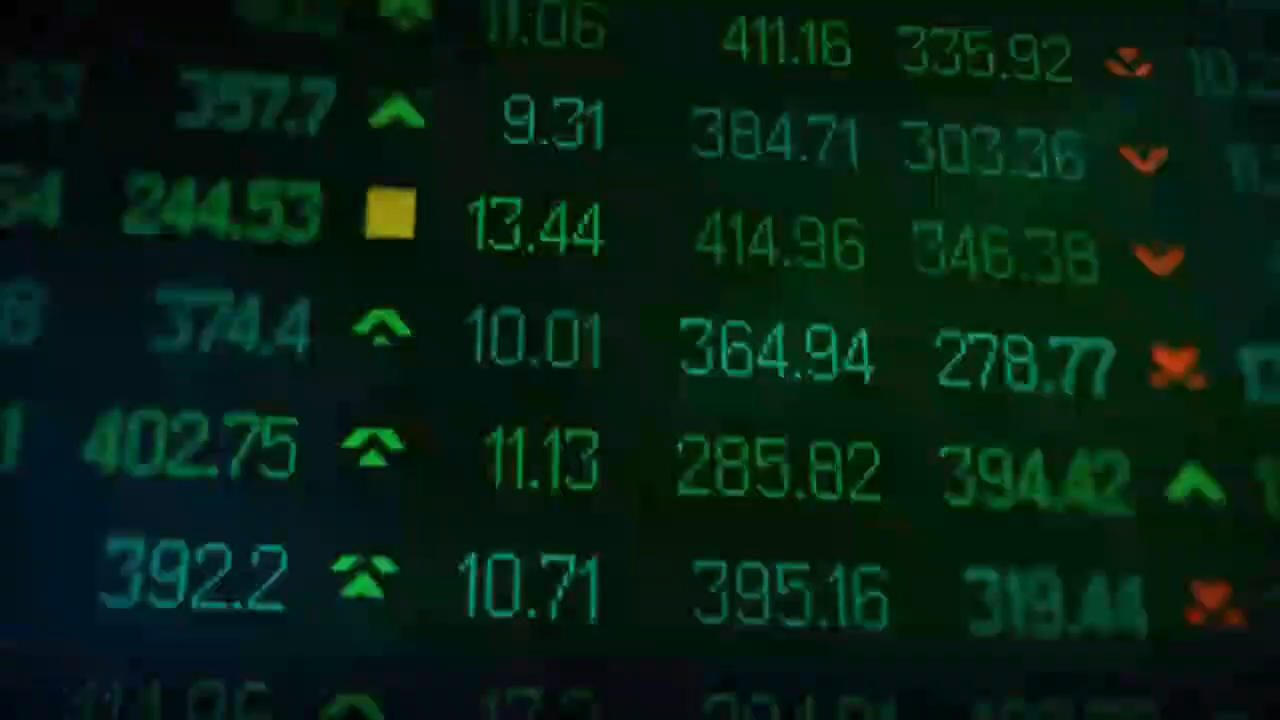 11.06 411.16 335.92
357.7 9.31 384.71 303.36
244.53 13.44 414.96 346.38
374.4 10.01 364.94 278.77
402.75 11.13 285.82 394.42
392.2 10.71 395.16 319.44